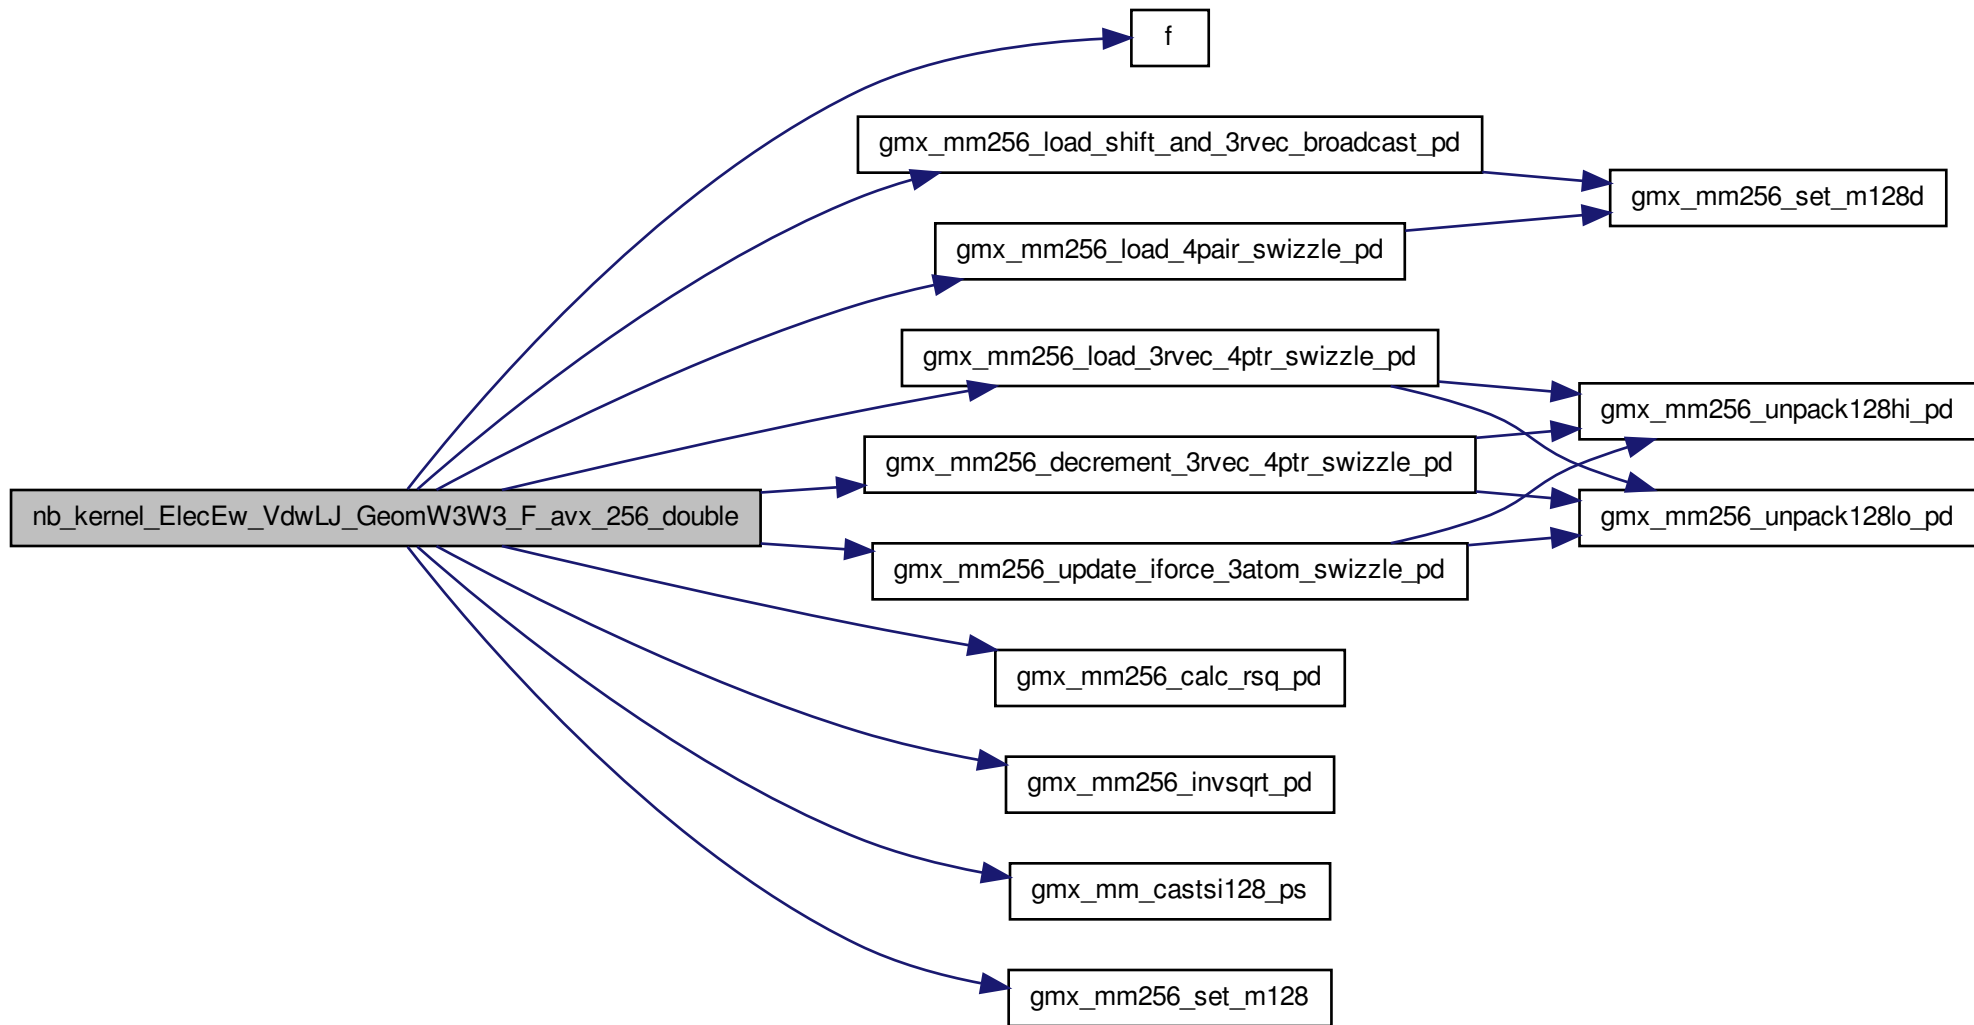 f
gmx_mm256_load_shift_and_3rvec_broadcast_pd
gmx_mm256_set_m128d
gmx_mm256_load_4pair_swizzle_pd
gmx_mm256_load_3rvec_4ptr_swizzle_pd
gmx_mm256_unpack128hi_pd
gmx_mm256_decrement_3rvec_4ptr_swizzle_pd
nb_kernel_ElecEw_VdwLJ_GeomW3W3_F_avx_256_double
gmx_mm256_unpack128lo_pd
gmx_mm256_update_iforce_3atom_swizzle_pd
gmx_mm256_calc_rsq_pd
gmx_mm256_invsqrt_pd
gmx_mm_castsi128_ps
gmx_mm256_set_m128